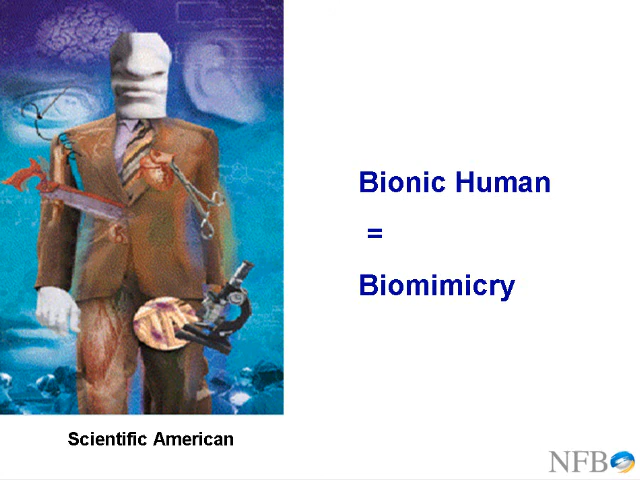 Bionic Human
=
Biomimicry
Scientific American
NFB